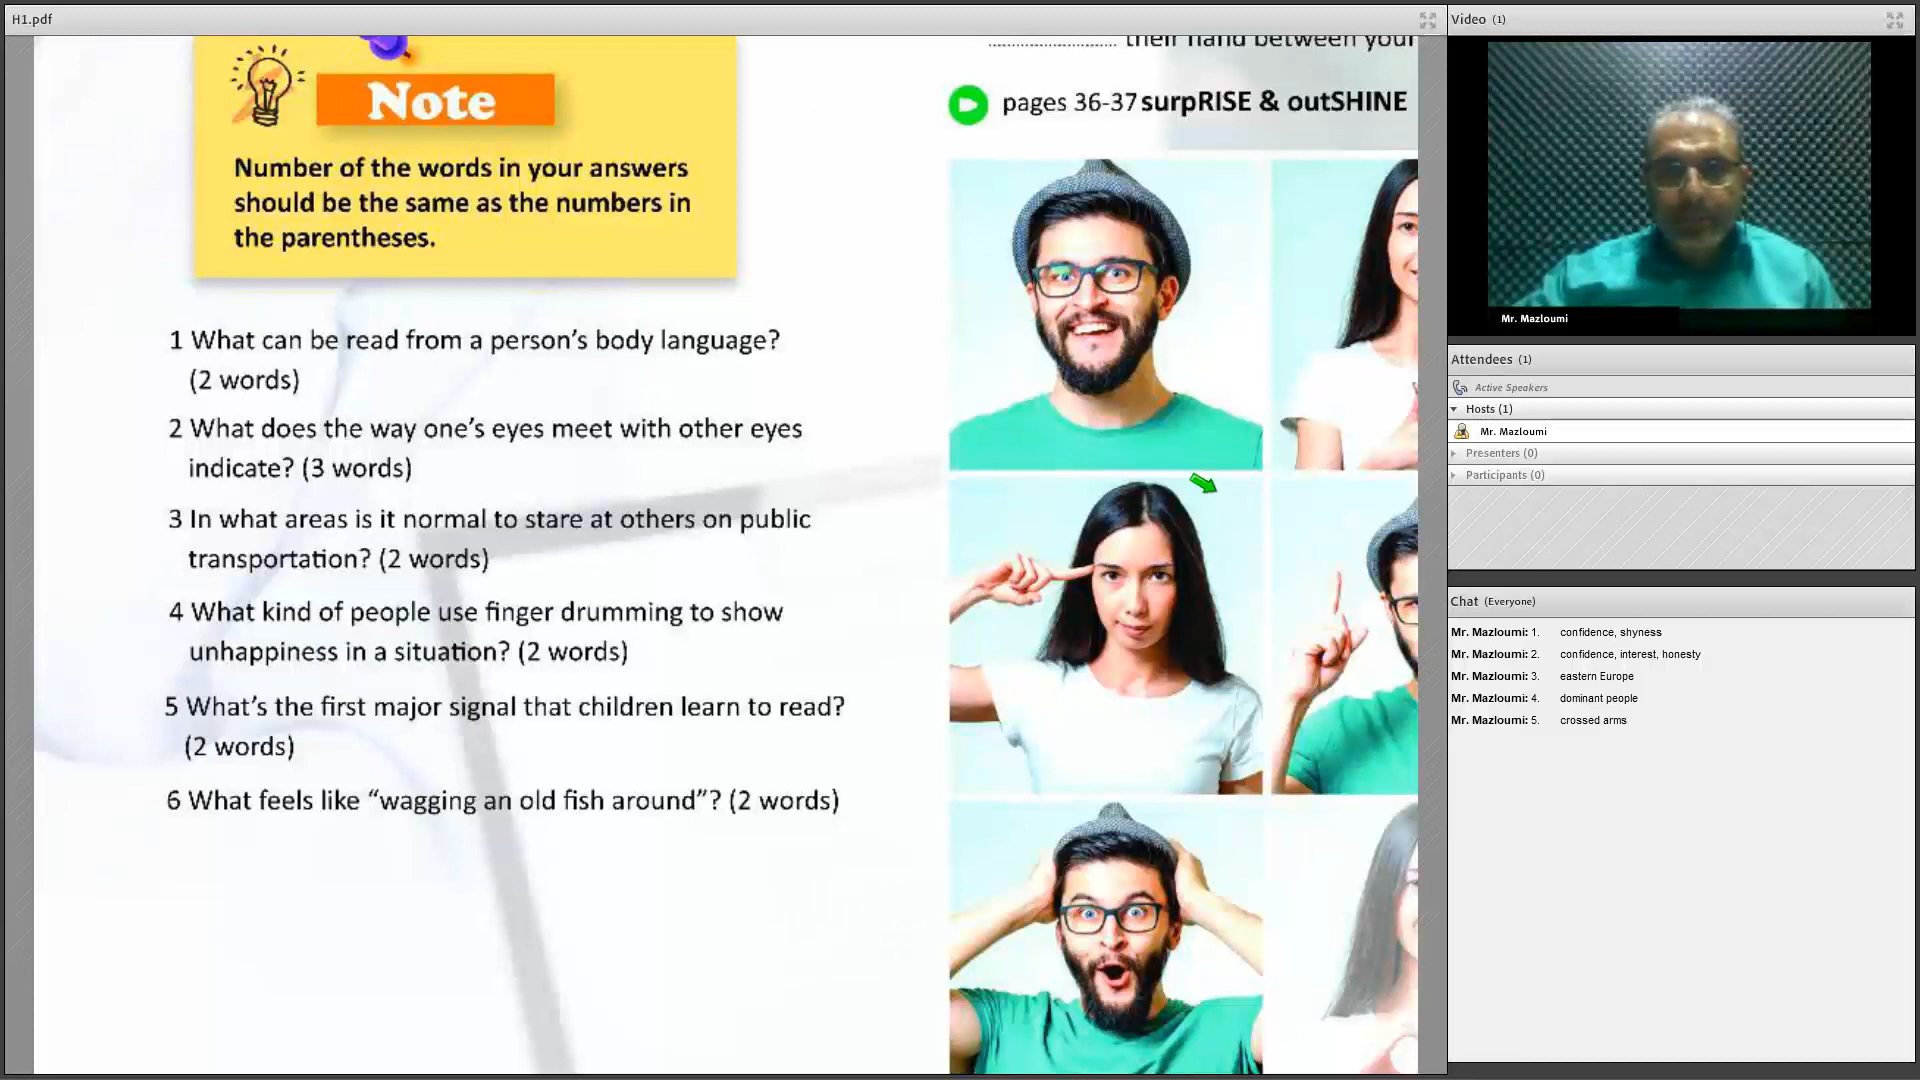 H1.pdf
Note
Number of the words in your answers
should be the same as the numbers in
the parentheses.
1 What can be read from a person's body language?
(2 words)
2 What does the way one's eyes meet with other eyes
indicate? (3 words)
3 In what areas is it normal to stare at others on public
transportation? (2 words)
4 What kind of people use finger drumming to show
unhappiness in a situation? (2 words)
5 What's the first major signal that children learn to read?
(2 words)
6 What feels like “wagging an old fish around”? (2 words)
........................ their hand between your
pages 36-37 surpRISE & outSHINE
Video (1)
Mr. Mazloumi
Attendees (1)
Active Speakers
Hosts (1)
Mr. Mazloumi
Presenters (0)
Participants (0)
Chat (Everyone)
Mr. Mazloumi: 1. confidence, shyness
Mr. Mazloumi: 2. confidence, interest, honesty
Mr. Mazloumi: 3. eastern Europe
Mr. Mazloumi: 4. dominant people
Mr. Mazloumi: 5. crossed arms